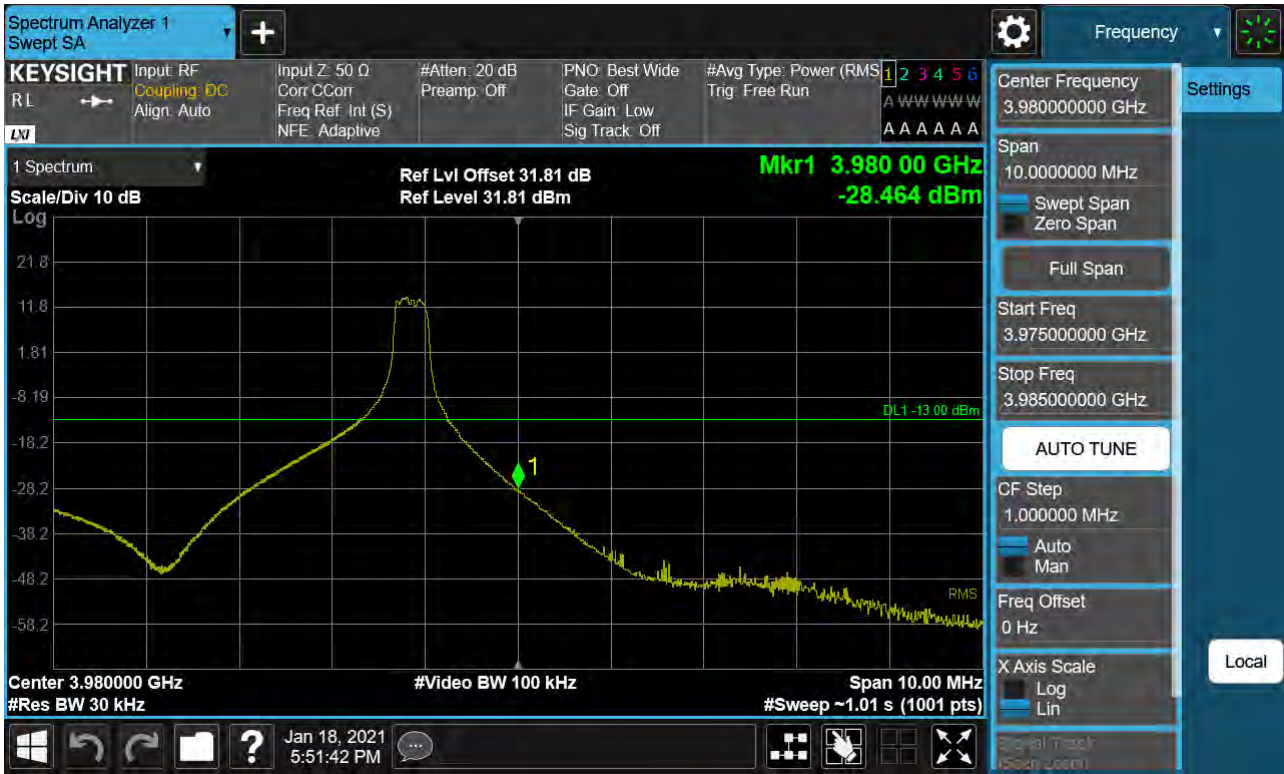 Spectrum Analyzer 1
Swept SA
+
Frequency
KEYSIGHT
RL
LXI
Input: RF
Coupling: DC
Align: Auto
Input Z: 50 Ω
Corr CCorr
Freq Ref: Int (S)
NFE: Adaptive
#Atten: 20 dB
Preamp: Off
PNO: Best Wide
Gate: Off
IF Gain: Low
Sig Track: Off
#Avg Type: Power (RMS
Trig: Free Run
1 2 3 4 5 6
A W W W W W
A A A A A A
1 Spectrum
Scale/Div 10 dB
Log
Ref Lvl Offset 31.81 dB
Ref Level 31.81 dBm
Mkr1 3.980 00 GHz
-28.464 dBm
21.8
11.8
1.81
-8.19
-18.2
-28.2
-38.2
-48.2
-58.2
DL1 -13.00 dBm
1
RMS
Center 3.980000 GHz
#Res BW 30 kHz
#Video BW 100 kHz
Span 10.00 MHz
#Sweep ~1.01 s (1001 pts)
Center Frequency
3.980000000 GHz
Settings
Span
10.0000000 MHz
Swept Span
Zero Span
Full Span
Start Freq
3.975000000 GHz
Stop Freq
3.985000000 GHz
AUTO TUNE
CF Step
1.000000 MHz
Auto
Man
Freq Offset
0 Hz
X Axis Scale
Log
Lin
Signal Track
(Span Zoom)
Local
?
Jan 18, 2021
5:51:42 PM